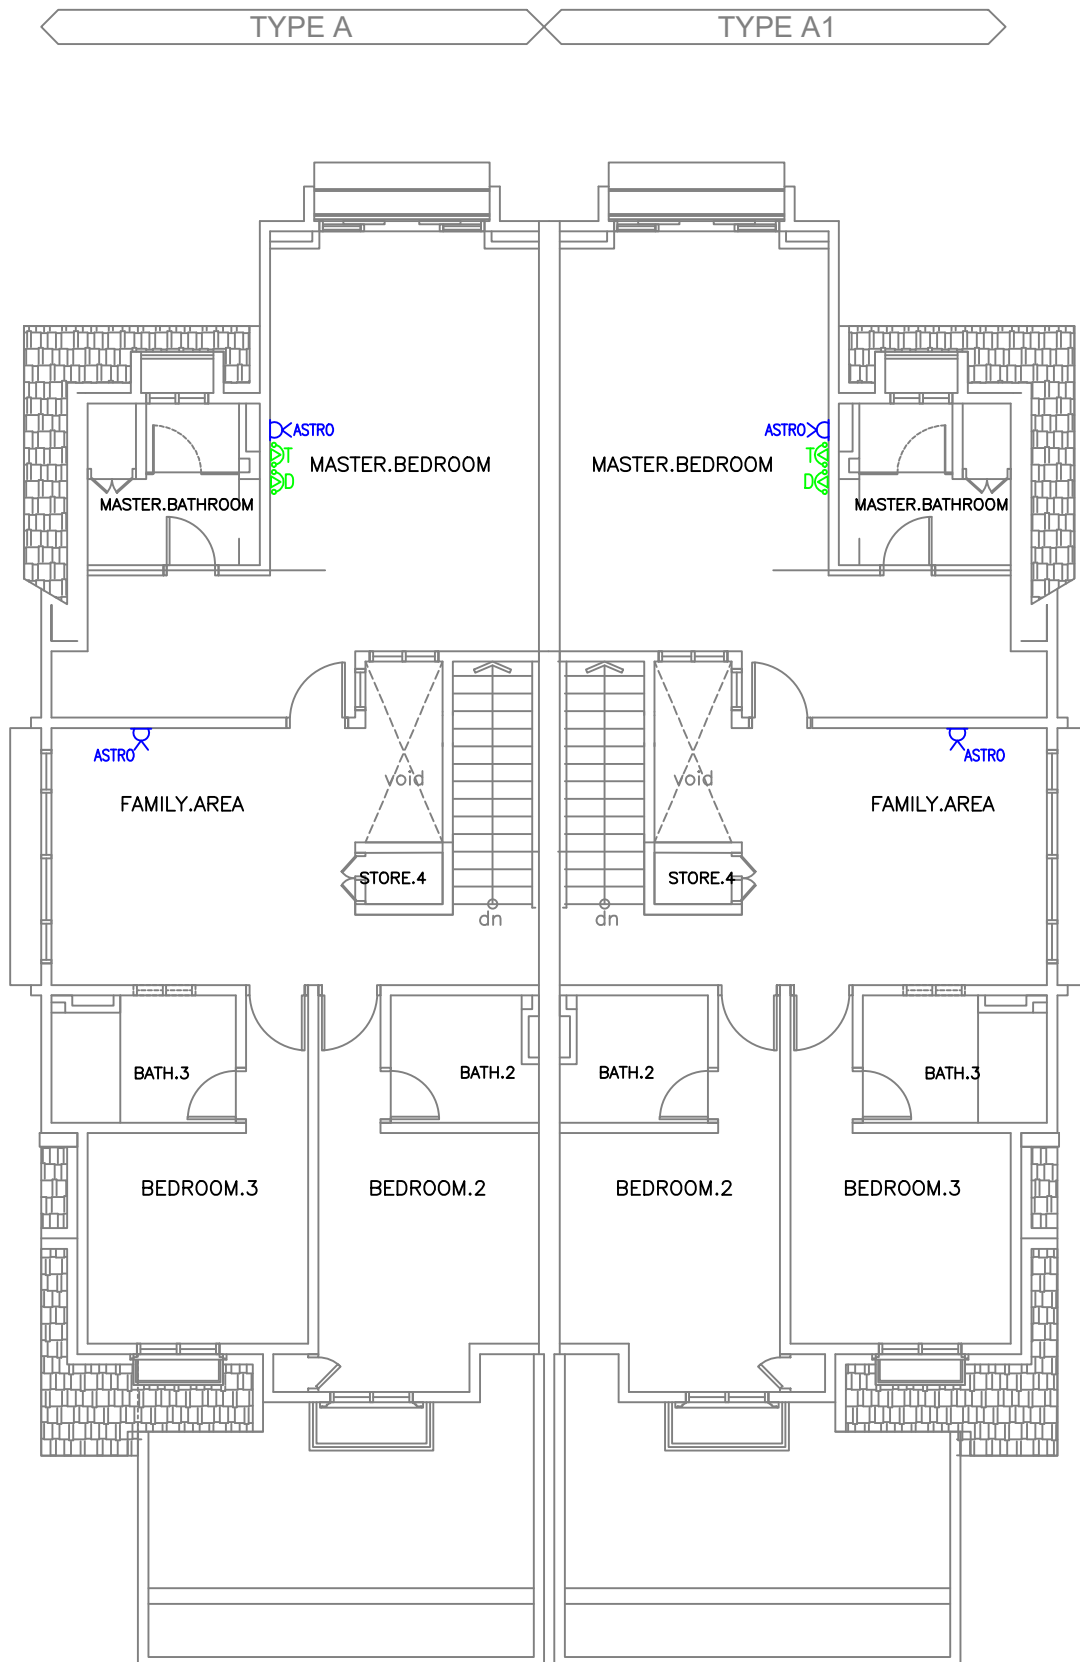 TYPE A
TYPE A1
ASTRO
ASTRO
T
T
MASTER.BEDROOM
MASTER.BEDROOM
D
D
MASTER.BATHROOM
MASTER.BATHROOM
ASTRO
ASTRO
void
void
FAMILY.AREA
FAMILY.AREA
STORE.4
STORE.4
dn
dn
BATH.3
BATH.2
BATH.2
BATH.3
BEDROOM.3
BEDROOM.2
BEDROOM.2
BEDROOM.3